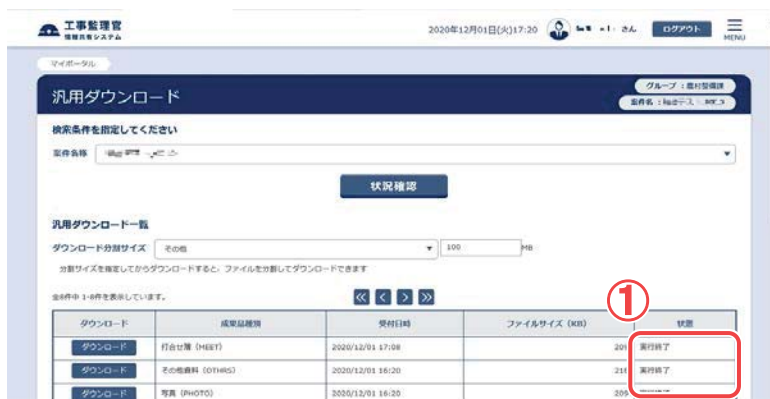 工事監理官
情報共有システム
2020年12月01日(火)17:20
さん
ログアウト
MENU
マイポータル
汎用ダウンロード
グループ：農村整備課
案件名：
検索条件を指定してください
案件名称
状況確認
汎用ダウンロード一覧
ダウンロード分割サイズ その他 100 MB
分割サイズを指定してからダウンロードすると、ファイルを分割してダウンロードできます
全8件中 1-8件を表示しています。
①
ダウンロード 成果品種別 受付日時 ファイルサイズ (KB) 状態
ダウンロード 打合せ簿 (MEET) 2020/12/01 17:08 実行終了
ダウンロード その他資料 (OTHRS) 2020/12/01 16:20 実行終了
ダウンロード 写真 (PHOTO) 2020/12/01 16:20